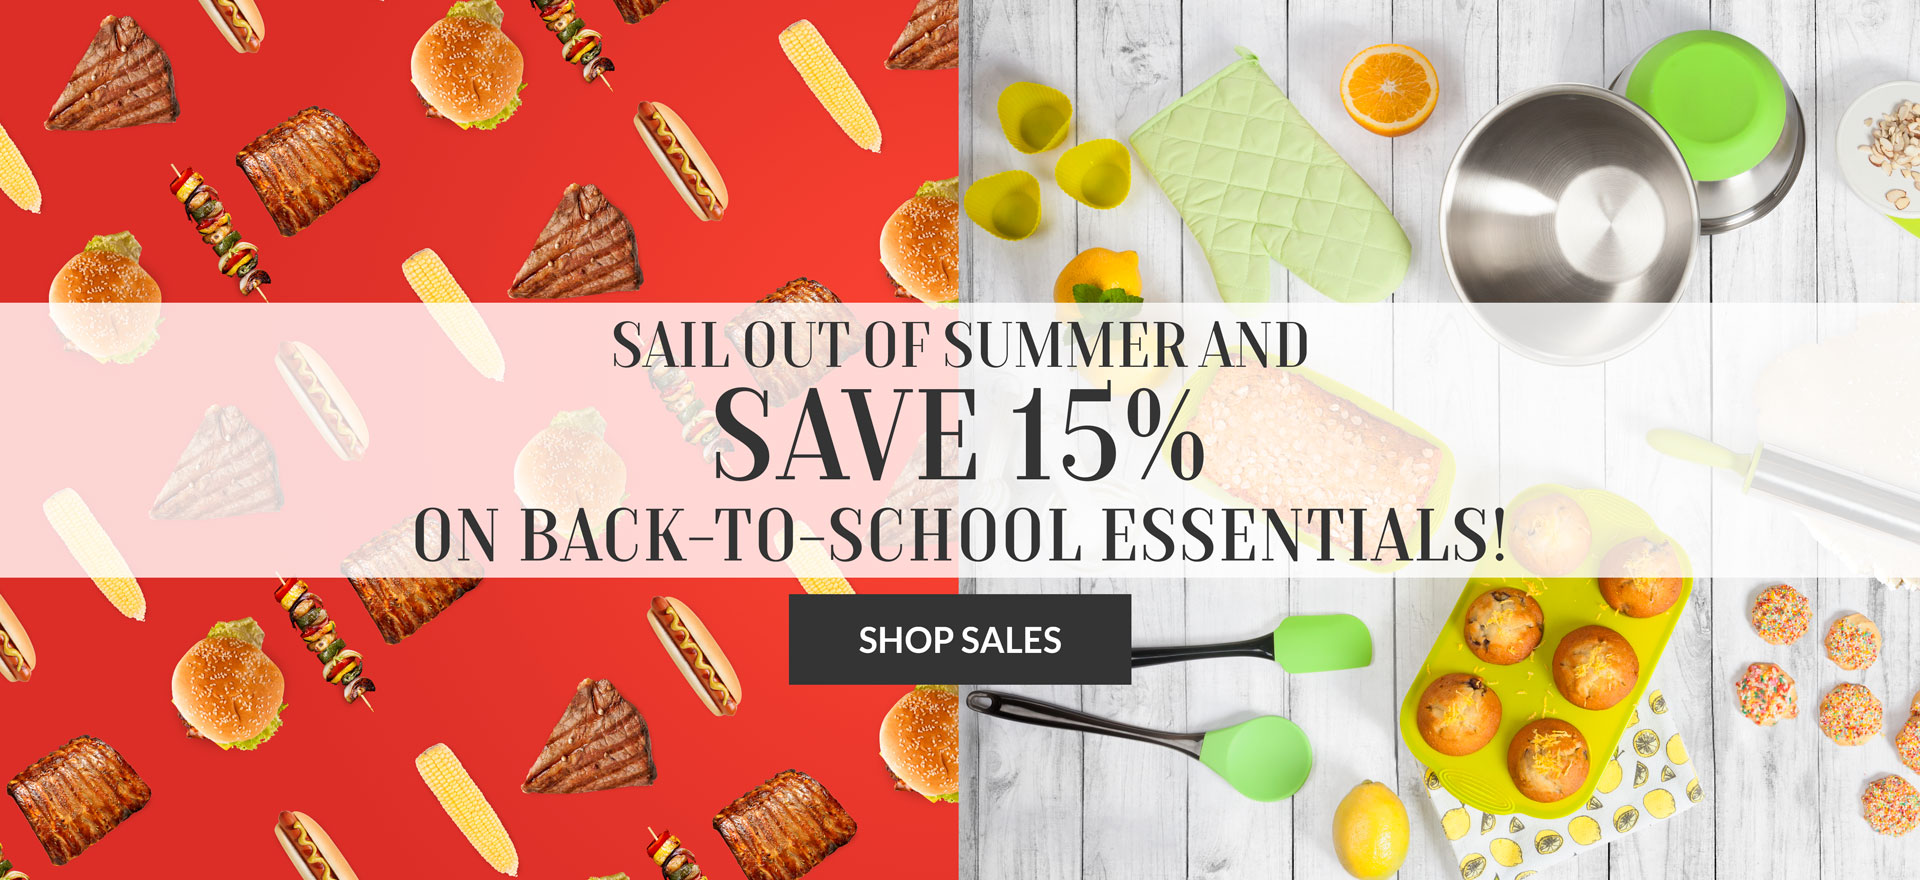 SAIL OUT OF SUMMER AND
SAVE 15%
ON BACK-TO-SCHOOL ESSENTIALS!
SHOP SALES